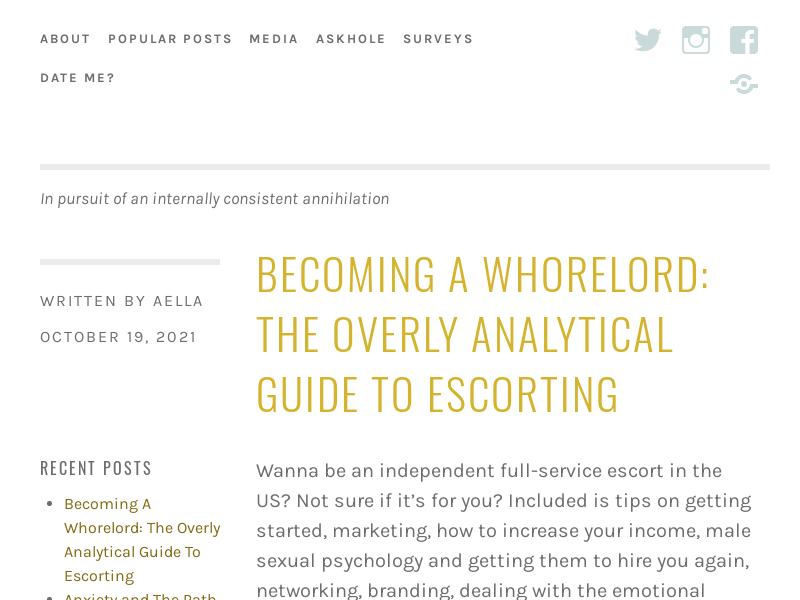 ABOUT POPULAR POSTS MEDIA ASKHOLE SURVEYS
DATE ME?
In pursuit of an internally consistent annihilation
WRITTEN BY AELLA
OCTOBER 19, 2021
BECOMING A WHORELORD:
THE OVERLY ANALYTICAL
GUIDE TO ESCORTING
Wanna be an independent full-service escort in the
US? Not sure if it’s for you? Included is tips on getting
started, marketing, how to increase your income, male
sexual psychology and getting them to hire you again,
networking, branding, dealing with the emotional
RECENT POSTS
Becoming A
Whorelord: The Overly
Analytical Guide To
Escorting
Anxiety and The Path